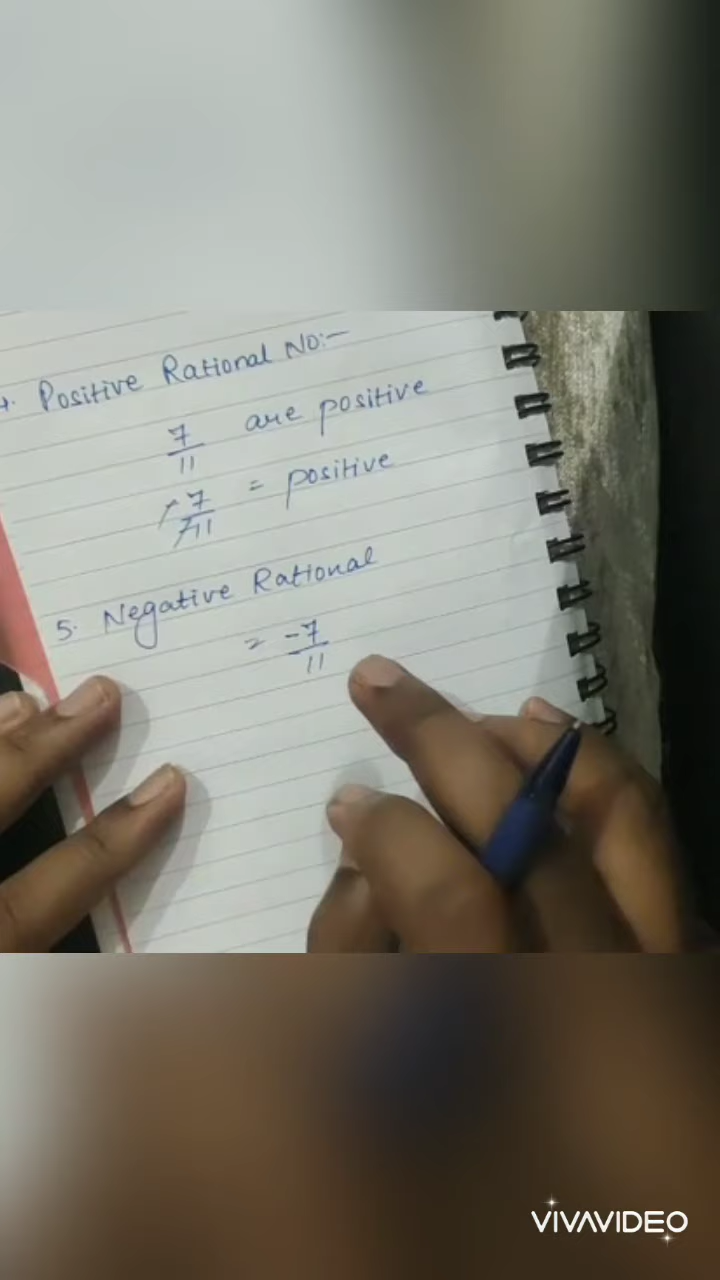 4. Positive Rational No:-
7/11 are positive
-7/-11 = positive
5. Negative Rational
= -7/11
VIVAVIDEO